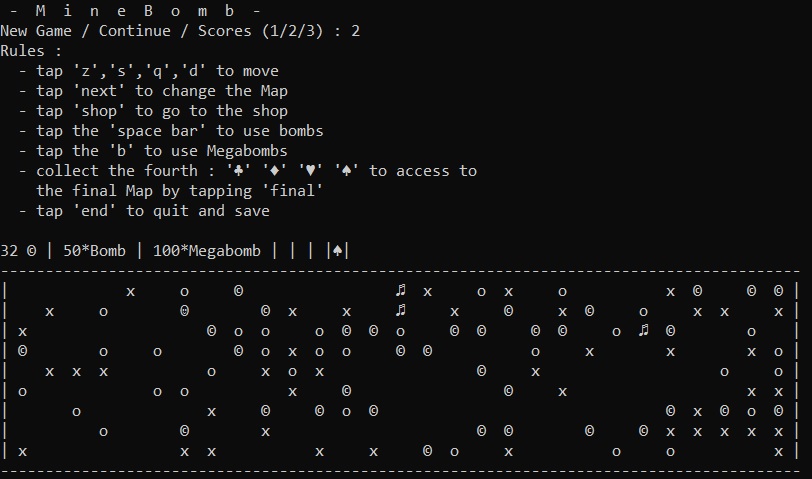 - M i n e B o m b -
New Game / Continue / Scores (1/2/3) : 2
Rules :
- tap 'z','s','q','d' to move
- tap 'next' to change the Map
- tap 'shop' to go to the shop
- tap the 'space bar' to use bombs
- tap the 'b' to use Megabombs
- collect the fourth : '♣' '♦' '♥' '♠' to access to
the final Map by tapping 'final'
- tap 'end' to quit and save
32 © | 50*Bomb | 100*Megabomb | | | |♠|
-----------------------------------------------------------------------------------------
| x o © ♬ x o x o x © © © |
| x o @ © x x ♬ x © x © o x x x |
| x © o o o © © o © © © © o ♬ © o |
| © o o © o x o o © © o x x x o |
| x x x o x o x © x o o |
| o o o x © © x x x |
| o x © © o © © x © o © |
| o © x © © © © x x x x x |
| x x x x x © o x o o x |
-----------------------------------------------------------------------------------------